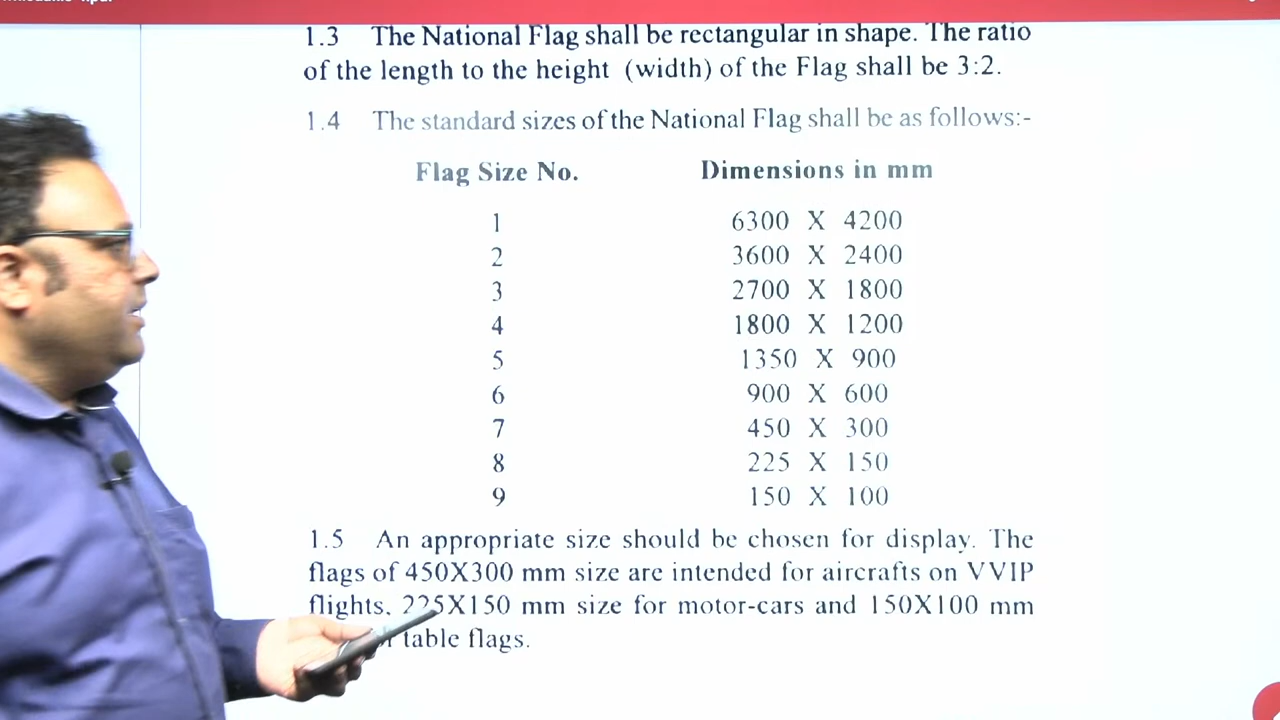 1.3 The National Flag shall be rectangular in shape. The ratio
of the length to the height (width) of the Flag shall be 3:2.
1.4 The standard sizes of the National Flag shall be as follows:-
Flag Size No. Dimensions in mm
1 6300 X 4200
2 3600 X 2400
3 2700 X 1800
4 1800 X 1200
5 1350 X 900
6 900 X 600
7 450 X 300
8 225 X 150
9 150 X 100
1.5 An appropriate size should be chosen for display. The
flags of 450X300 mm size are intended for aircrafts on VVIP
flights, 225X150 mm size for motor-cars and 150X100 mm
table flags.